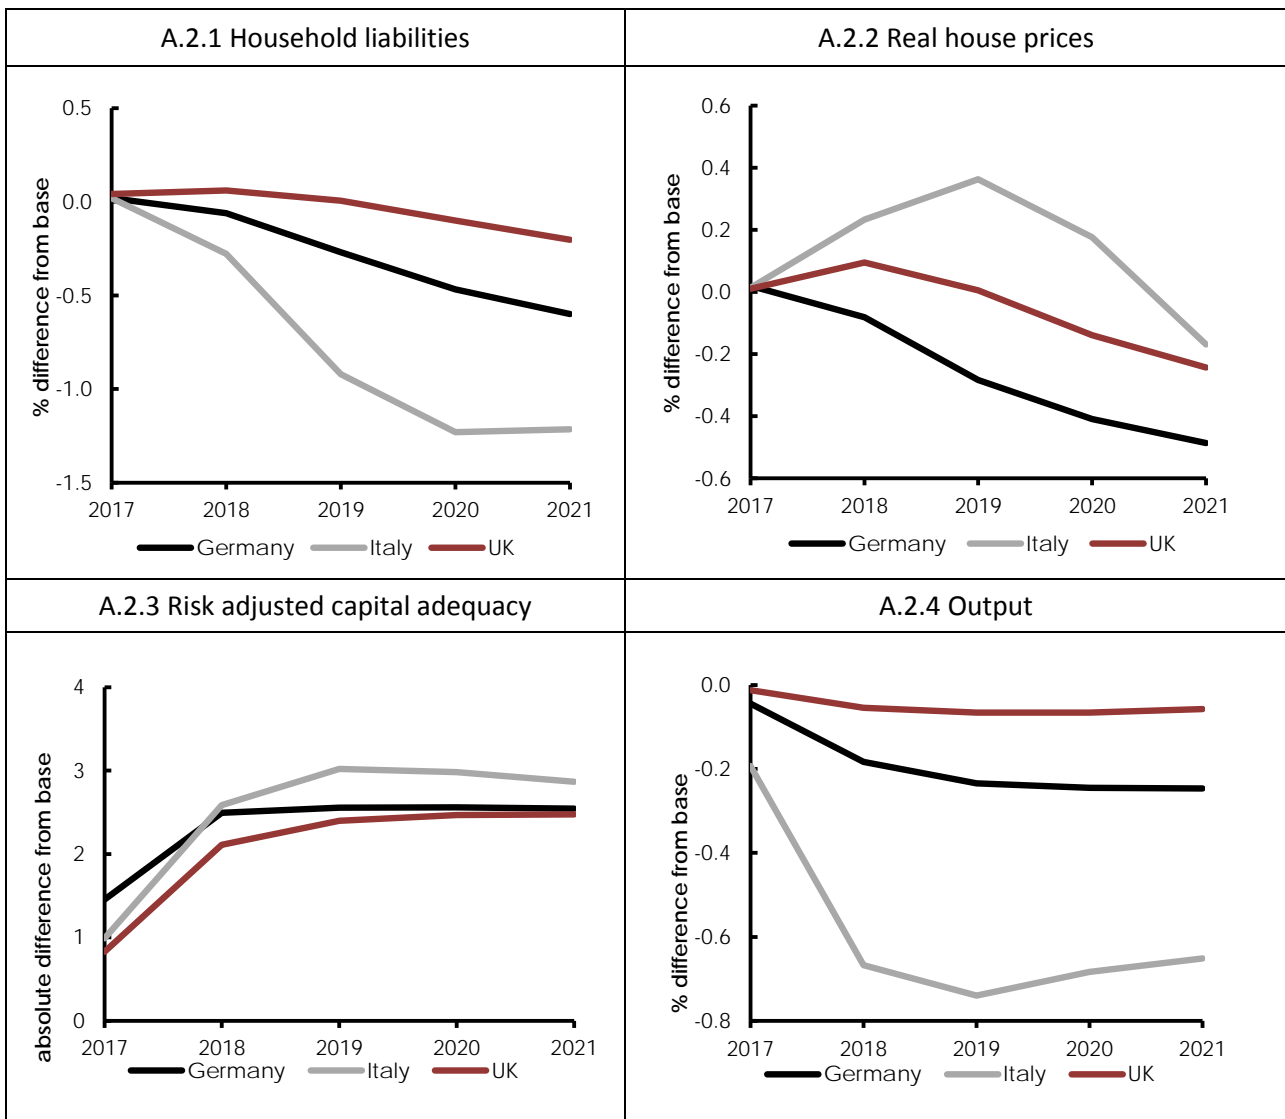 A.2.1 Household liabilities
A.2.2 Real house prices
% difference from base
0.5
0.0
-0.5
-1.0
-1.5
2017 2018 2019 2020 2021
Germany Italy UK
% difference from base
0.6
0.4
0.2
0.0
-0.2
-0.4
-0.6
2017 2018 2019 2020 2021
Germany Italy UK
A.2.3 Risk adjusted capital adequacy
A.2.4 Output
absolute difference from base
4
3
2
1
0
2017 2018 2019 2020 2021
Germany Italy UK
% difference from base
0.0
-0.2
-0.4
-0.6
-0.8
2017 2018 2019 2020 2021
Germany Italy UK